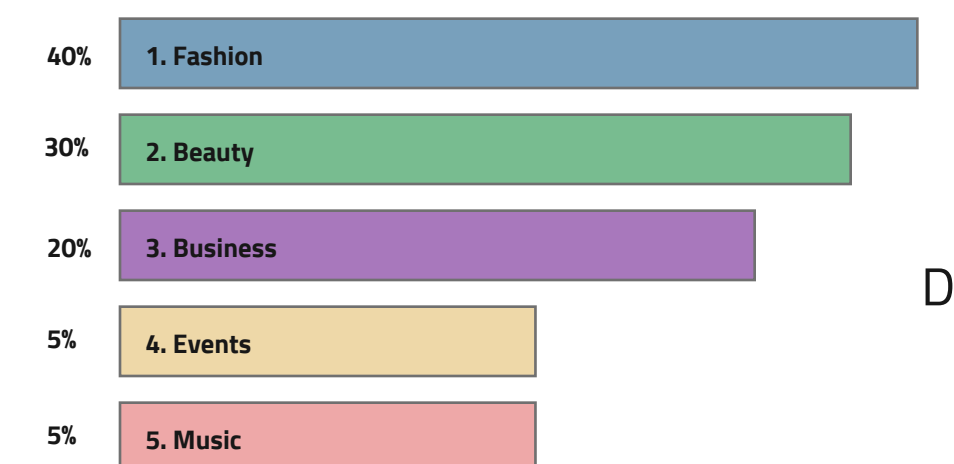 40% 1. Fashion
30% 2. Beauty
20% 3. Business
D
5% 4. Events
5% 5. Music